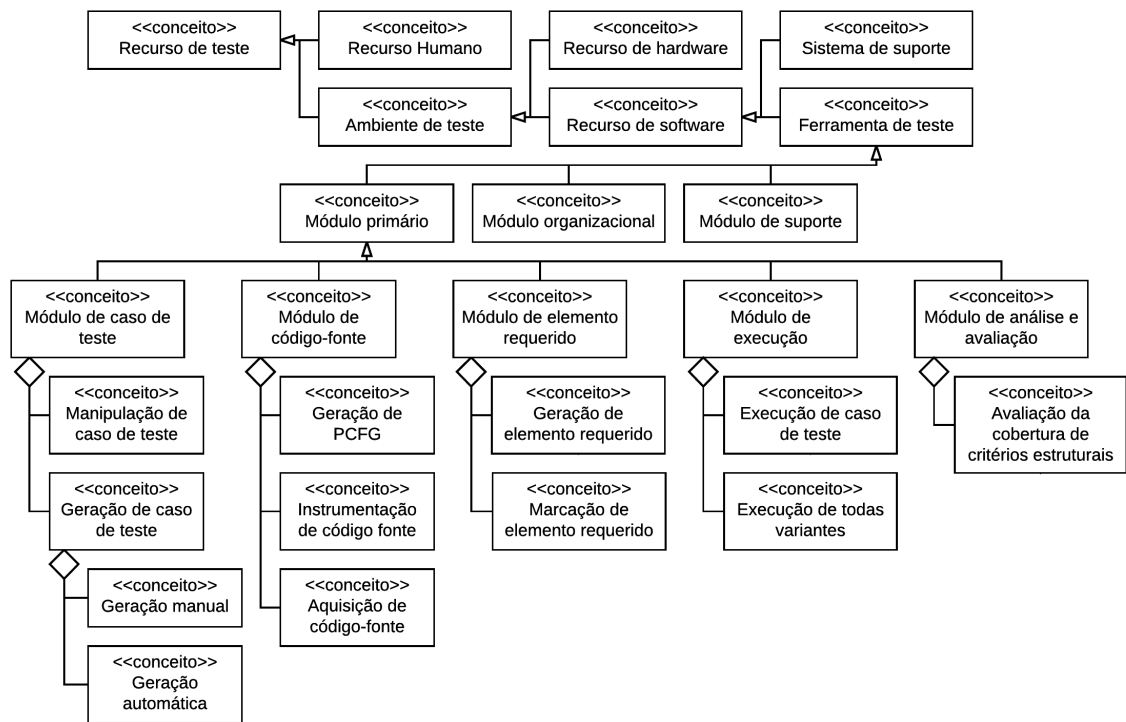 <<conceito>>
Recurso de teste
<<conceito>>
Recurso Humano
<<conceito>>
Recurso de hardware
<<conceito>>
Sistema de suporte
<<conceito>>
Ambiente de teste
<<conceito>>
Recurso de software
<<conceito>>
Ferramenta de teste
<<conceito>>
Módulo primário
<<conceito>>
Módulo organizacional
<<conceito>>
Módulo de suporte
<<conceito>>
Módulo de caso de
teste
<<conceito>>
Módulo de
código-fonte
<<conceito>>
Módulo de elemento
requerido
<<conceito>>
Módulo de
execução
<<conceito>>
Módulo de análise e
avaliação
<<conceito>>
Manipulação de
caso de teste
<<conceito>>
Geração de
PCFG
<<conceito>>
Geração de
elemento requerido
<<conceito>>
Execução de caso
de teste
<<conceito>>
Avaliação da
cobertura de
critérios estruturais
<<conceito>>
Geração de caso
de teste
<<conceito>>
Instrumentação
de código fonte
<<conceito>>
Marcação de
elemento requerido
<<conceito>>
Execução de todas
variantes
<<conceito>>
Geração manual
<<conceito>>
Aquisição de
código-fonte
<<conceito>>
Geração
automática